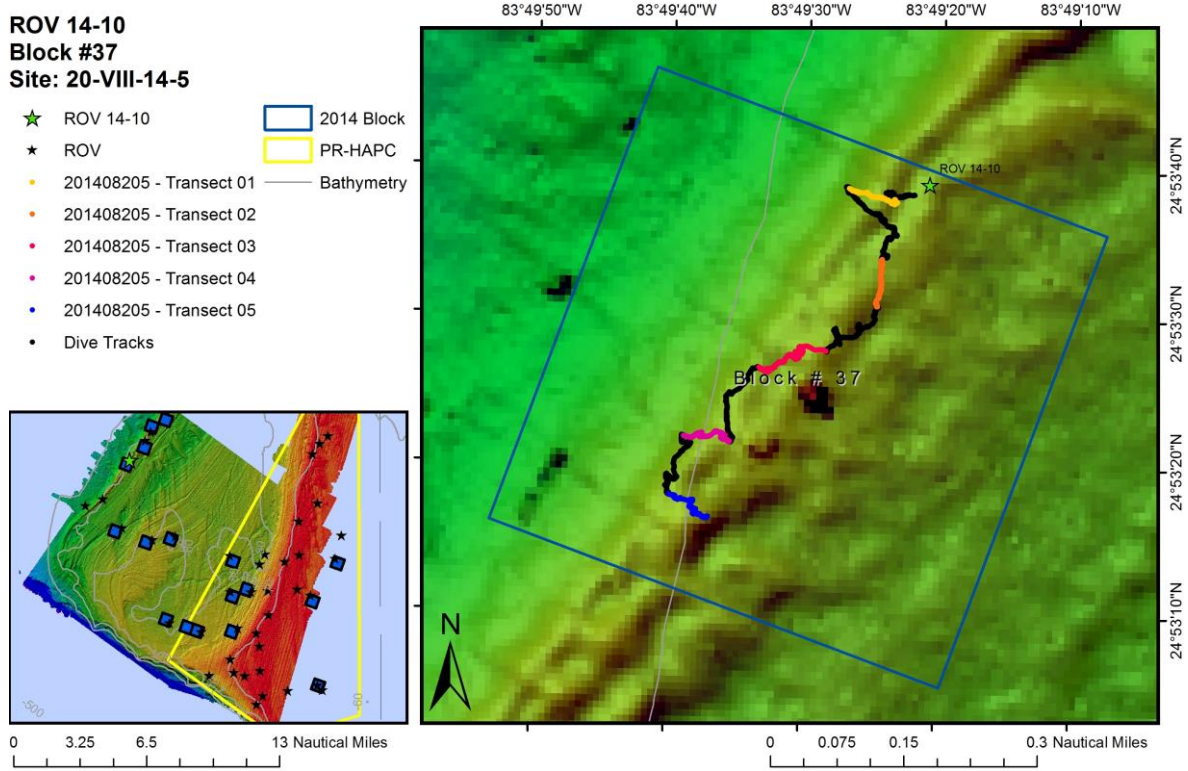 ROV 14-10
Block #37
Site: 20-VIII-14-5
ROV 14-10
2014 Block
ROV
PR-HAPC
201408205 - Transect 01
Bathymetry
201408205 - Transect 02
201408205 - Transect 03
201408205 - Transect 04
201408205 - Transect 05
Dive Tracks
-500
-60
0 3.25 6.5 13 Nautical Miles
83°49'50"W 83°49'40"W 83°49'30"W 83°49'20"W 83°49'10"W
ROV 14-10
Block # 37
N
24°53'40"N
24°53'30"N
24°53'20"N
24°53'10"N
0 0.075 0.15 0.3 Nautical Miles